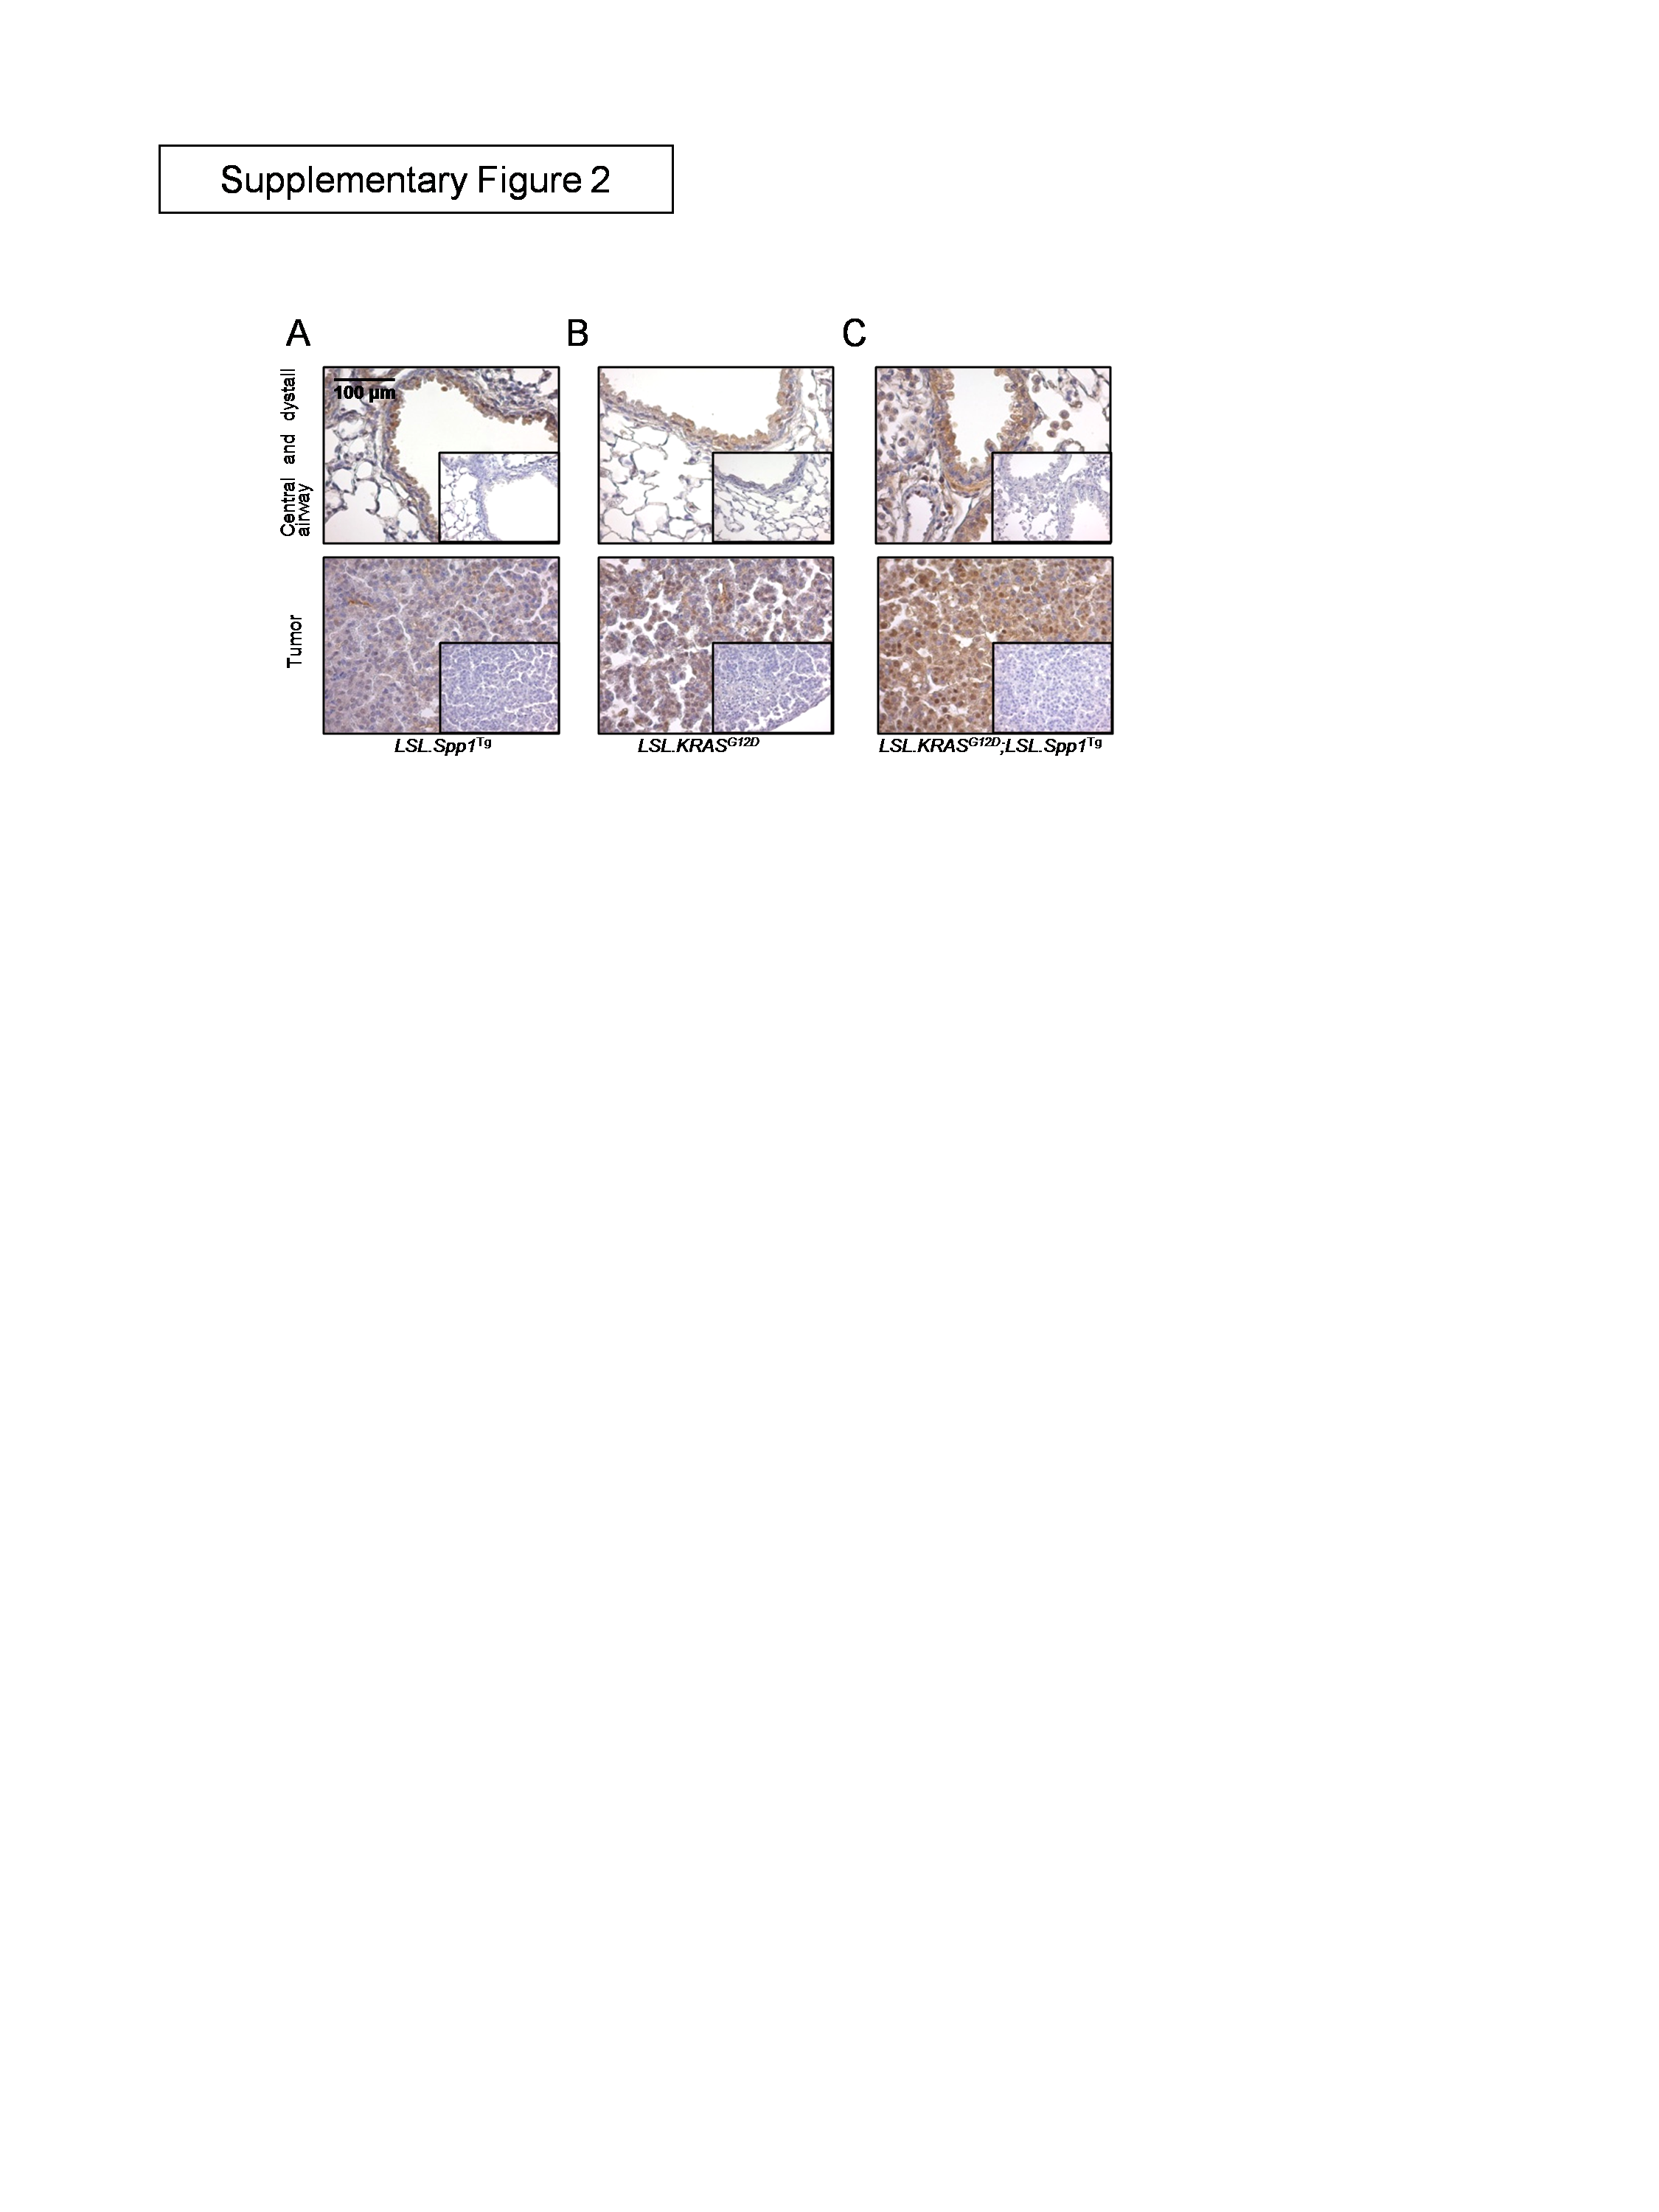 Supplementary Figure 2
A
B
C
Central and dystall
airway
100 µm
Tumor
LSL.Spp1Tg
LSL.KRASG12D
LSL.KRASG12D;LSL.Spp1Tg